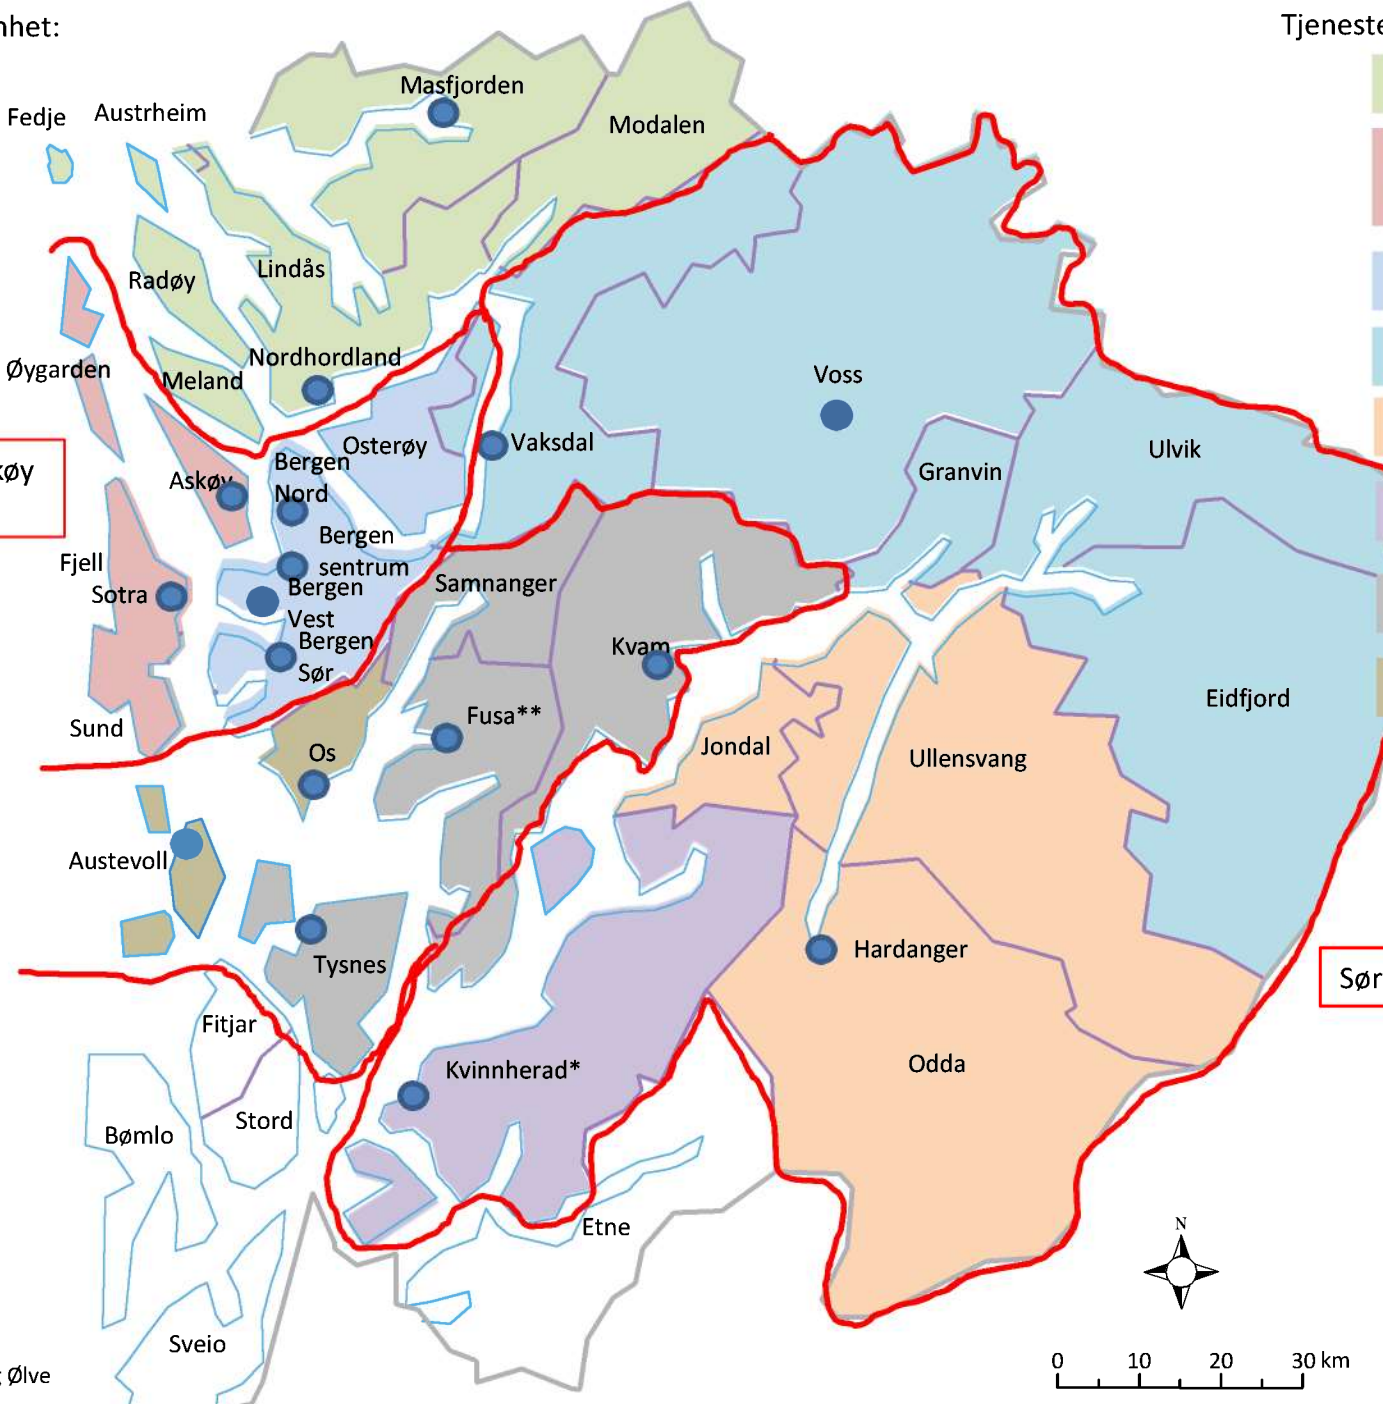 nhet:
Tjeneste
Masfjorden
Fedje
Austrheim
Modalen
Radøy
Lindås
Nordhordland
Øygarden
Meland
Voss
Osterøy
Vaksdal
Ulvik
Granvin
Bergen
Nord
køy
Askøy
Bergen
sentrum
Fjell
Sotra
Samnanger
Bergen
Vest
Bergen
Sør
Kvam
Eidfjord
Sund
Fusa**
Os
Jondal
Ullensvang
Austevoll
Hardanger
Tysnes
Sør
Fitjar
Odda
Kvinnherad*
Stord
Bømlo
Etne
N
Sveio
0 10 20 30 km
g Ølve